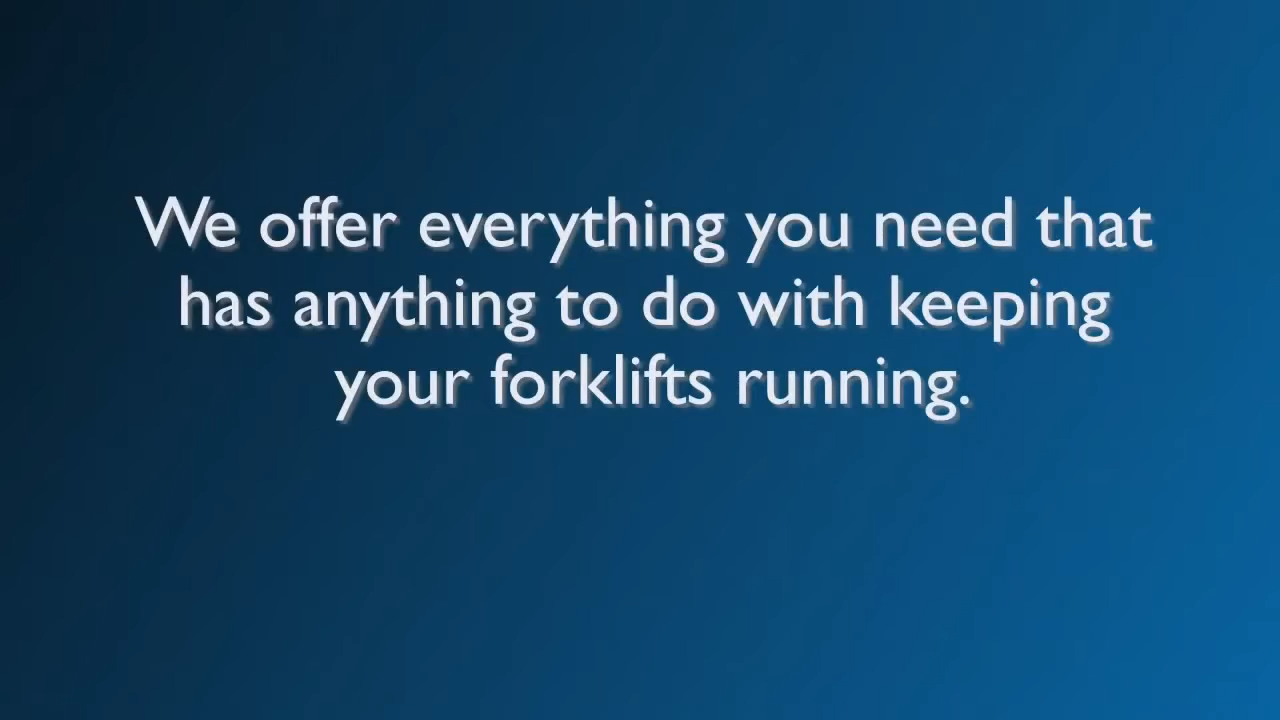 We offer everything you need that
has anything to do with keeping
your forklifts running.